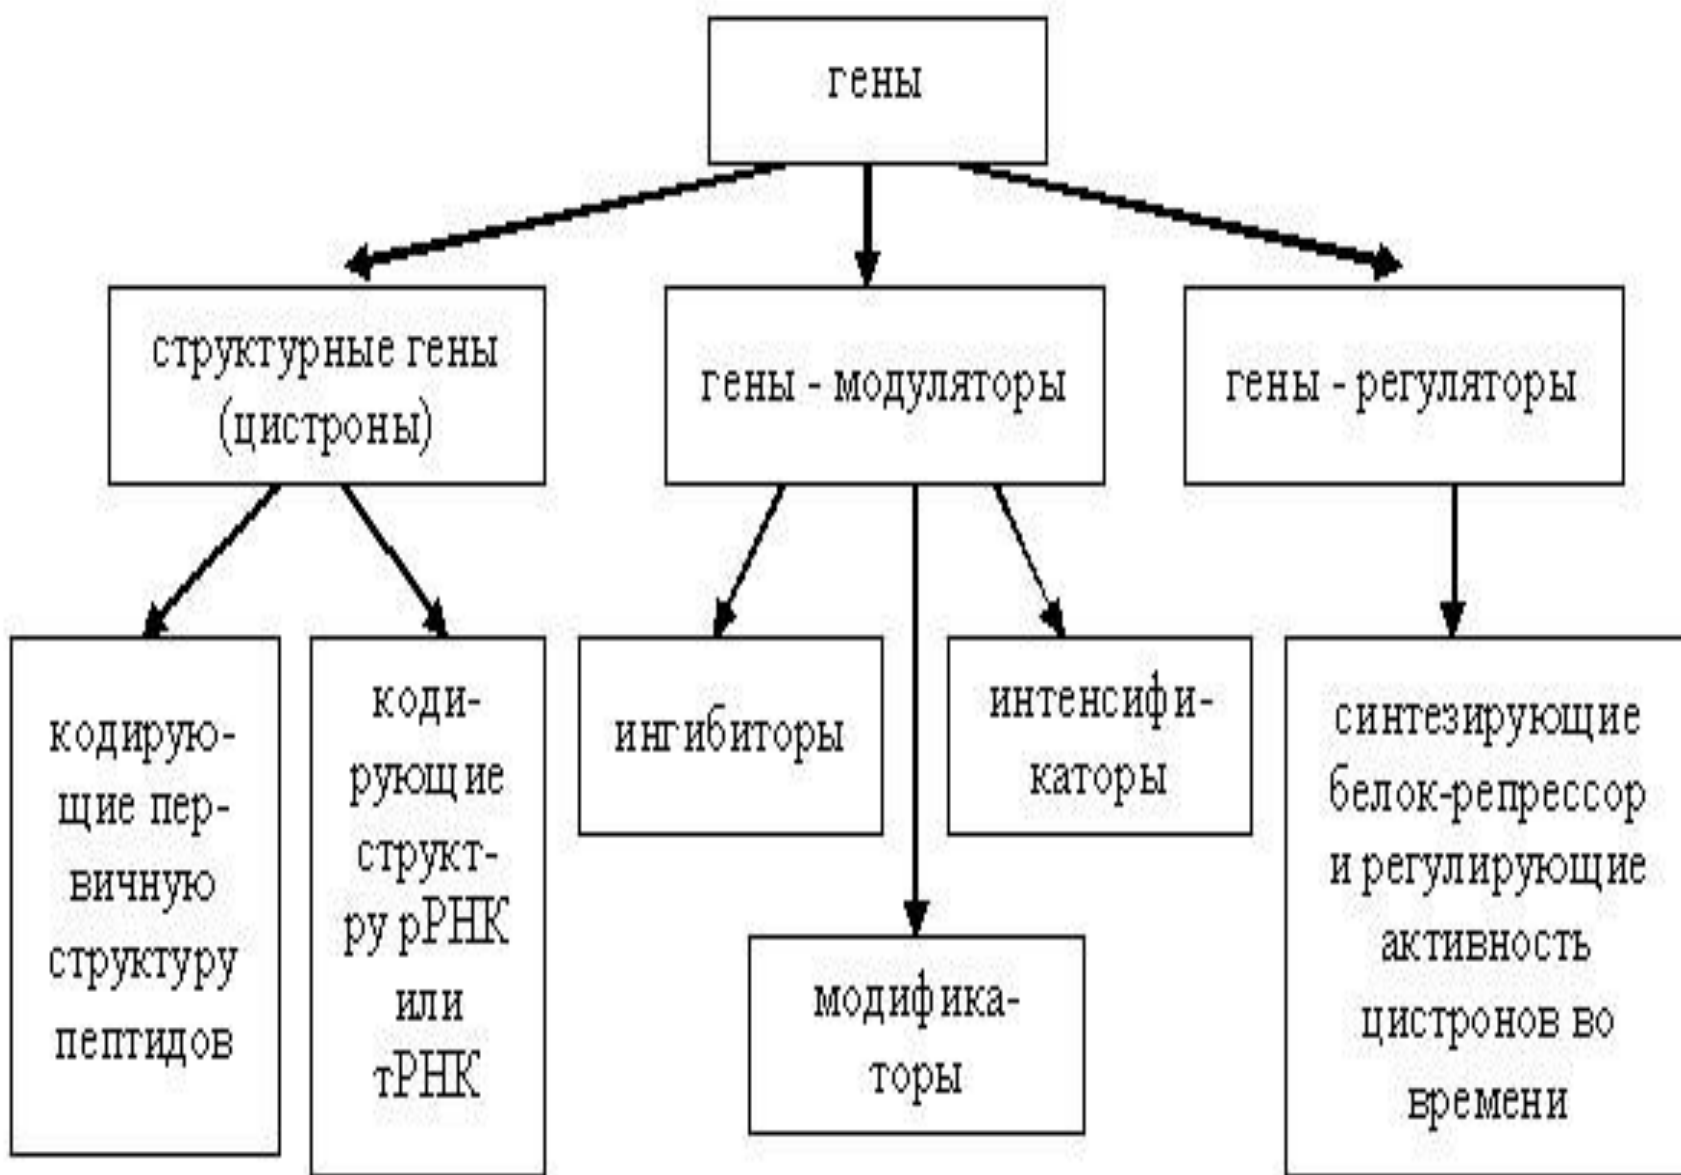 гены
структурные гены
(цистроны)
гены - модуляторы
гены - регуляторы
кодирую-
щие пер-
вичную
структуру
пептидов
коди-
рующие
структ-
ру рРНК
или
тРНК
ингибиторы
модифика-
торы
интенсифи-
каторы
синтезирующие
белок-репрессор
и регулирующие
активность
цистронов во
времени